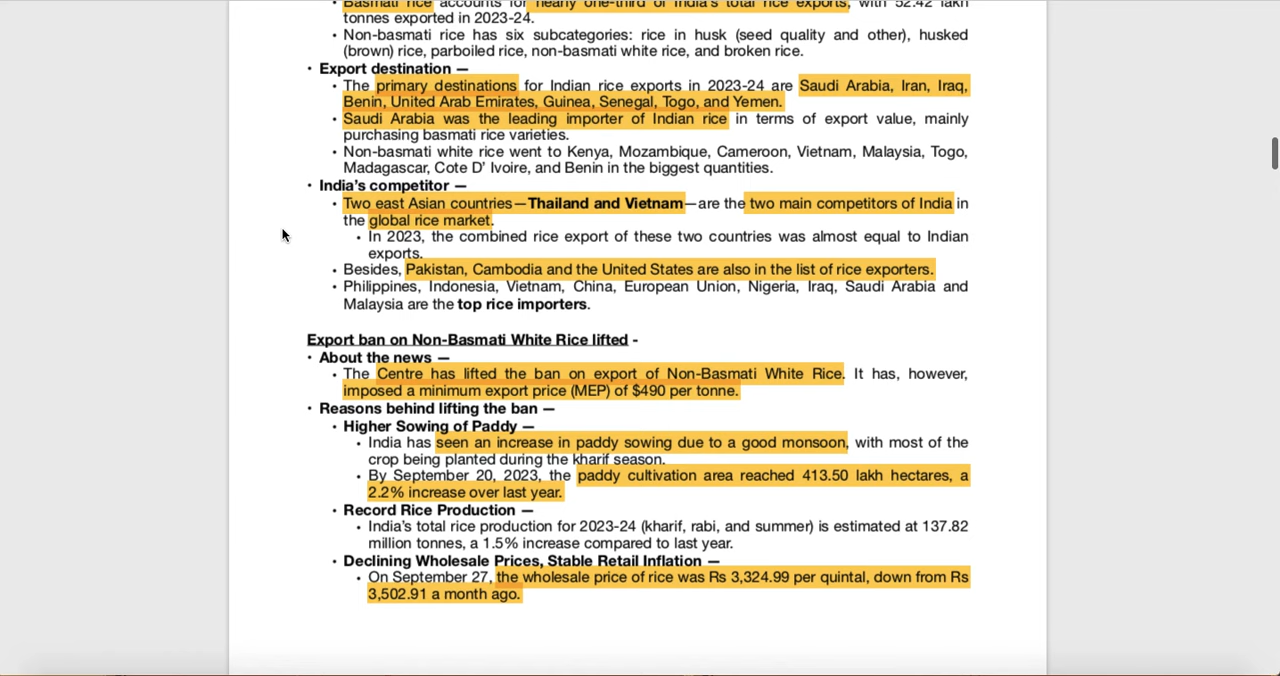 • Basmati rice accounts for nearly one-third of India's total rice exports, with 52.42 lakh
tonnes exported in 2023-24.
• Non-basmati rice has six subcategories: rice in husk (seed quality and other), husked
(brown) rice, parboiled rice, non-basmati white rice, and broken rice.
• Export destination —
• The primary destinations for Indian rice exports in 2023-24 are Saudi Arabia, Iran, Iraq,
Benin, United Arab Emirates, Guinea, Senegal, Togo, and Yemen.
• Saudi Arabia was the leading importer of Indian rice in terms of export value, mainly
purchasing basmati rice varieties.
• Non-basmati white rice went to Kenya, Mozambique, Cameroon, Vietnam, Malaysia, Togo,
Madagascar, Cote D' Ivoire, and Benin in the biggest quantities.
• India's competitor —
• Two east Asian countries—Thailand and Vietnam—are the two main competitors of India in
the global rice market.
• In 2023, the combined rice export of these two countries was almost equal to Indian
exports.
• Besides, Pakistan, Cambodia and the United States are also in the list of rice exporters.
• Philippines, Indonesia, Vietnam, China, European Union, Nigeria, Iraq, Saudi Arabia and
Malaysia are the top rice importers.
Export ban on Non-Basmati White Rice lifted -
• About the news —
• The Centre has lifted the ban on export of Non-Basmati White Rice. It has, however,
imposed a minimum export price (MEP) of $490 per tonne.
• Reasons behind lifting the ban —
• Higher Sowing of Paddy —
• India has seen an increase in paddy sowing due to a good monsoon, with most of the
crop being planted during the kharif season.
• By September 20, 2023, the paddy cultivation area reached 413.50 lakh hectares, a
2.2% increase over last year.
• Record Rice Production —
• India's total rice production for 2023-24 (kharif, rabi, and summer) is estimated at 137.82
million tonnes, a 1.5% increase compared to last year.
• Declining Wholesale Prices, Stable Retail Inflation —
• On September 27, the wholesale price of rice was Rs 3,324.99 per quintal, down from Rs
3,502.91 a month ago.